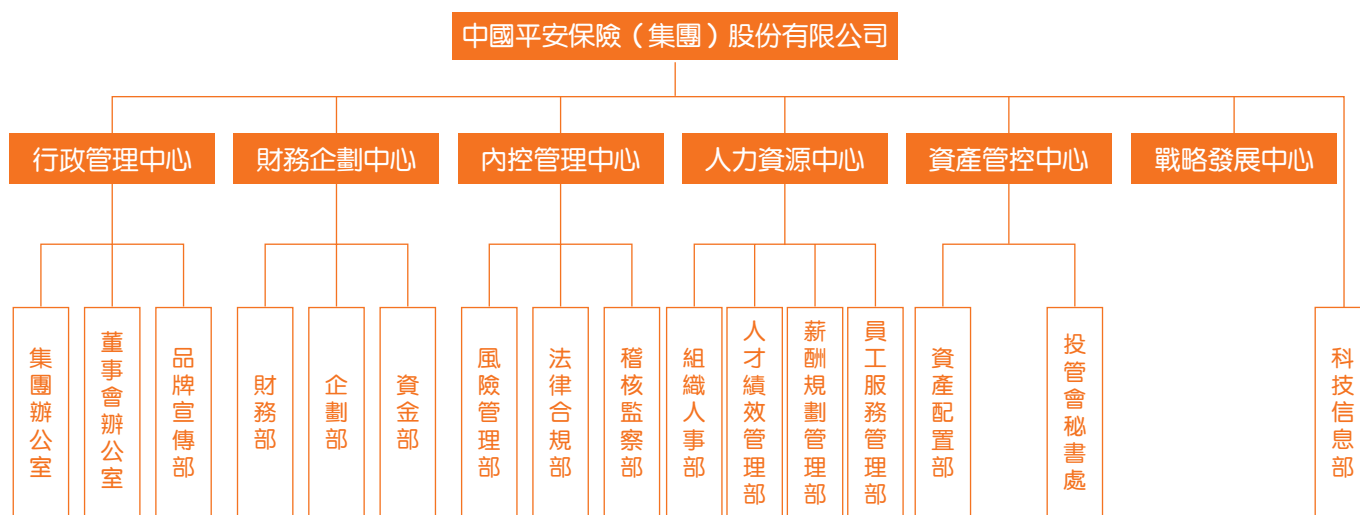 中國平安保險（集團）股份有限公司
行政管理中心
財務企劃中心
內控管理中心
人力資源中心
資產管控中心
戰略發展中心
集團辦公室
董事會辦公室
品牌宣傳部
財務部
企劃部
資金部
風險管理部
法律合規部
稽核監察部
組織人事部
人才績效管理部
薪酬規劃管理部
員工服務管理部
資產配置部
投管會秘書處
科技信息部